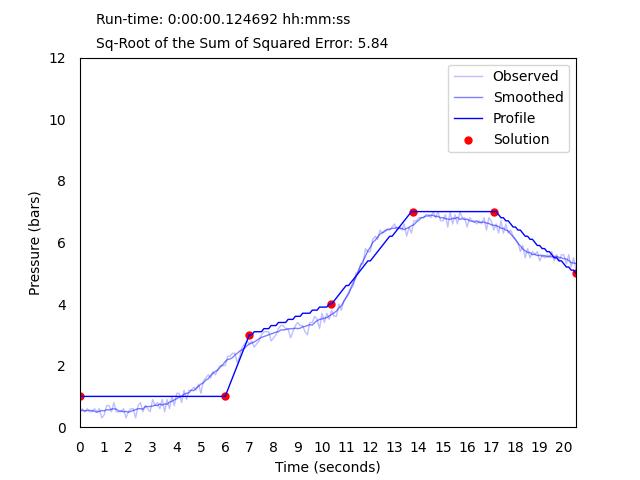 Run-time: 0:00:00.124692 hh:mm:ss
Sq-Root of the Sum of Squared Error: 5.84
Observed
Smoothed
Profile
Solution
12
10
8
6
4
2
0
Pressure (bars)
0 1 2 3 4 5 6 7 8 9 10 11 12 13 14 15 16 17 18 19 20
Time (seconds)